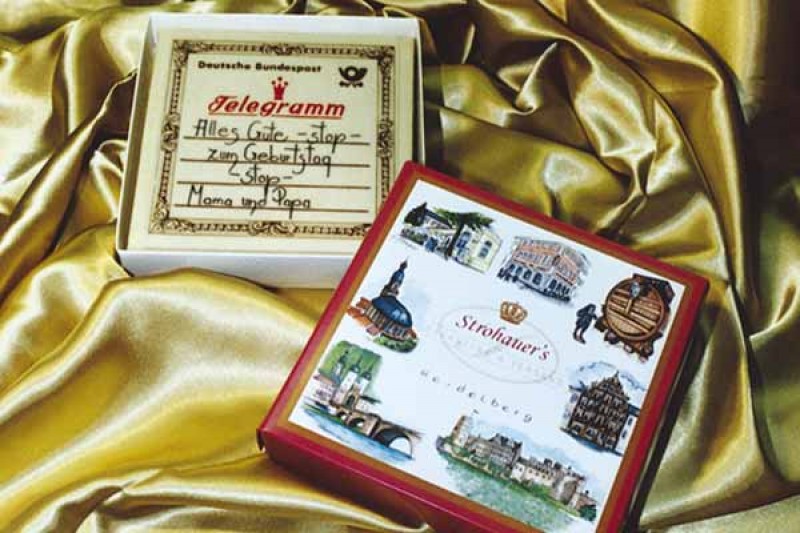 Deutsche Bundespost
Telegramm
Alles Gute -stop-
zum Geburtstag
-stop-
Mama und Papa
Strohauer's
Heidelberg